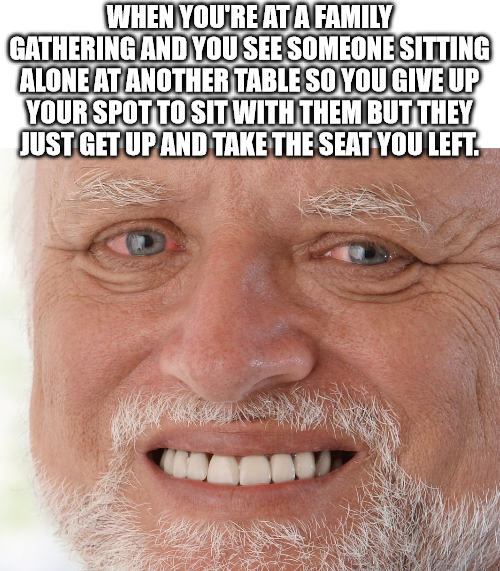 WHEN YOU'RE AT A FAMILY
GATHERING AND YOU SEE SOMEONE SITTING
ALONE AT ANOTHER TABLE SO YOU GIVE UP
YOUR SPOT TO SIT WITH THEM BUT THEY
JUST GET UP AND TAKE THE SEAT YOU LEFT.